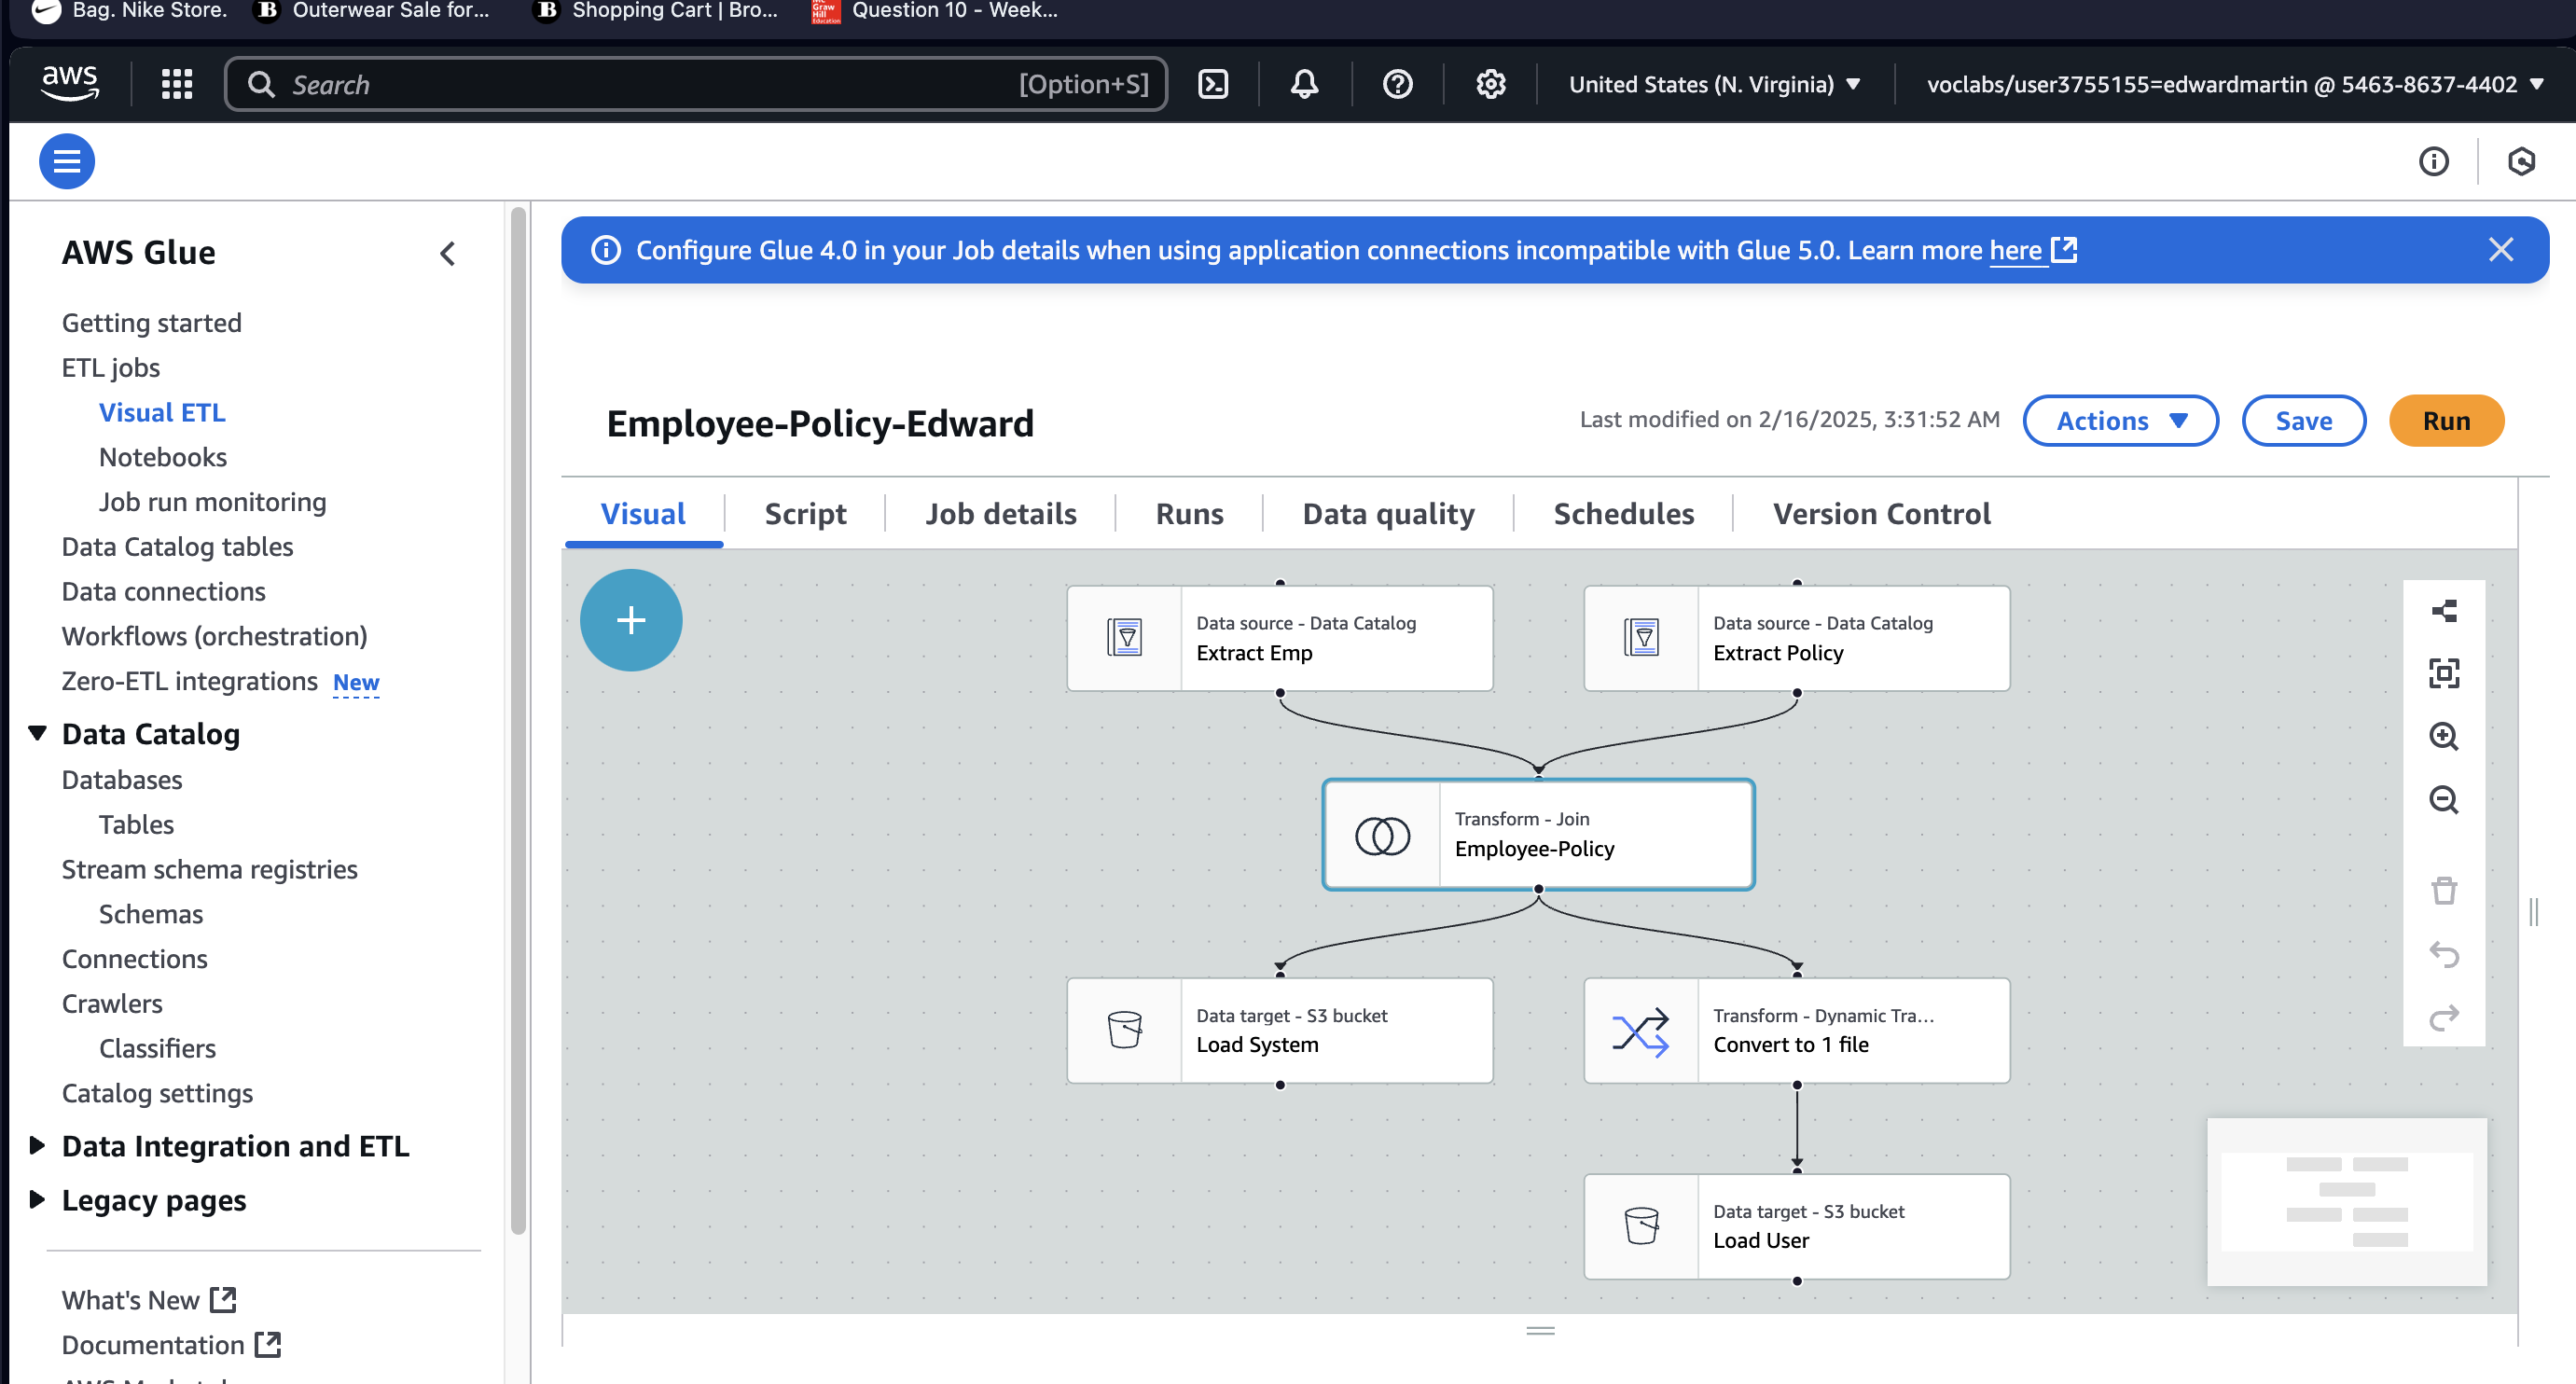 Bag. Nike Store.
B Outerwear Sale for...
B Shopping Cart | Bro...
Mc Graw Hill Education Question 10 - Week...
aws
Search
[Option+S]
United States (N. Virginia)
voclabs/user3755155=edwardmartin @ 5463-8637-4402
Configure Glue 4.0 in your Job details when using application connections incompatible with Glue 5.0. Learn more here
AWS Glue
Getting started
ETL jobs
Visual ETL
Notebooks
Job run monitoring
Data Catalog tables
Data connections
Workflows (orchestration)
Zero-ETL integrations New
Data Catalog
Databases
Tables
Stream schema registries
Schemas
Connections
Crawlers
Classifiers
Catalog settings
Data Integration and ETL
Legacy pages
What's New
Documentation
Employee-Policy-Edward
Last modified on 2/16/2025, 3:31:52 AM
Actions
Save
Run
Visual
Script
Job details
Runs
Data quality
Schedules
Version Control
Data source - Data Catalog
Extract Emp
Data source - Data Catalog
Extract Policy
Transform - Join
Employee-Policy
Data target - S3 bucket
Load System
Transform - Dynamic Tra...
Convert to 1 file
Data target - S3 bucket
Load User